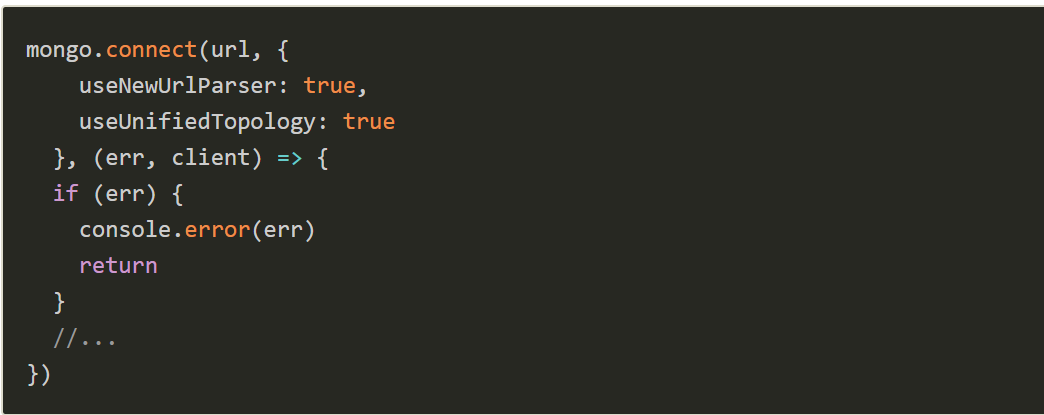 mongo.connect(url, {
    useNewUrlParser: true,
    useUnifiedTopology: true
  }, (err, client) => {
  if (err) {
    console.error(err)
    return
  }
  //...
})